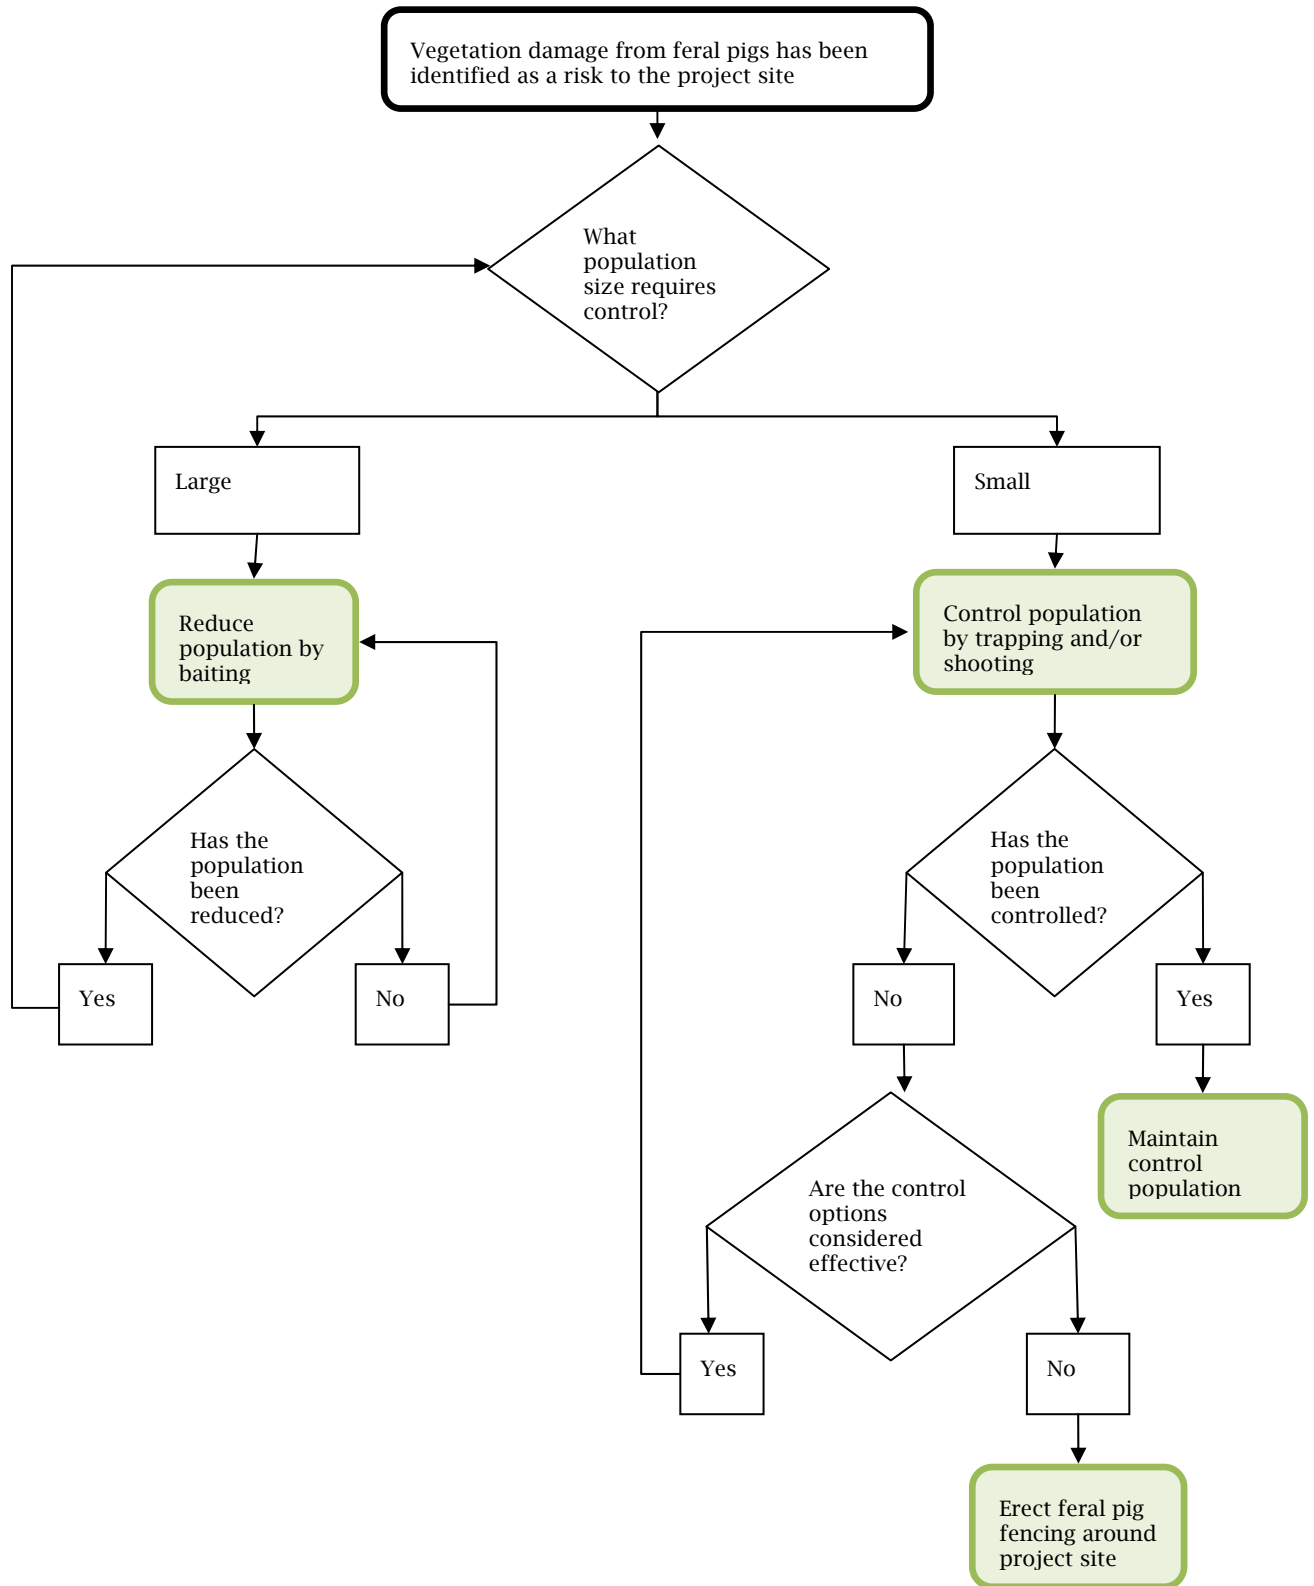 Vegetation damage from feral pigs has been
identified as a risk to the project site
What
population
size requires
control?
Large
Small
Reduce
population by
baiting
Control population
by trapping and/or
shooting
Has the
population
been
reduced?
Has the
population
been
controlled?
Yes
No
No
Yes
Maintain
control
population
Are the control
options
considered
effective?
Yes
No
Erect feral pig
fencing around
project site